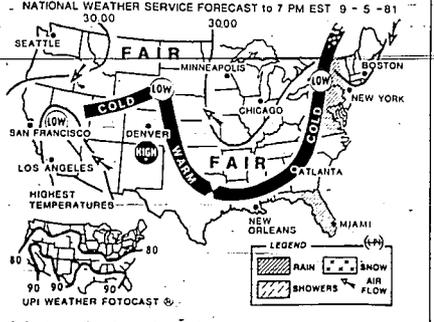 NATIONAL WEATHER SERVICE FORECAST to 7 PM EST 9 - 5 - 81
30.00
30.00
SEATTLE
FAIR
MINNEAPOLIS
BOSTON
LOW
LOW
LOW
NEW YORK
COLD
CHICAGO
SAN FRANCISCO
DENVER
COLD
HIGH
WARM
FAIR
LOS ANGELES
ATLANTA
HIGHEST
TEMPERATURES
NEW
ORLEANS
MIAMI
LEGEND
RAIN
SNOW
SHOWERS
AIR
FLOW
80
80
90
90
90
UPI WEATHER FOTOCAST ®